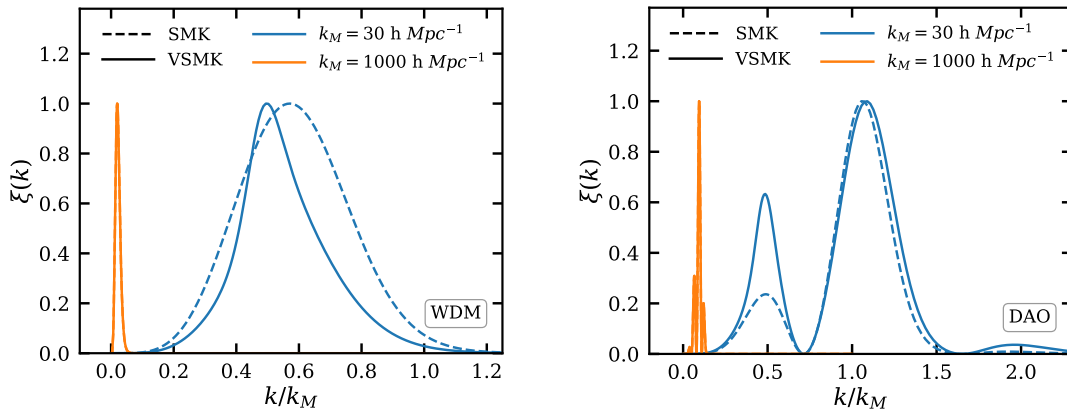 SMK
VSMK
k_M = 30 h Mpc⁻¹
k_M = 1000 h Mpc⁻¹
1.2
1.0
0.8
0.6
0.4
0.2
0.0
ξ(k)
WDM
0.0 0.2 0.4 0.6 0.8 1.0 1.2
k/k_M
SMK
VSMK
k_M = 30 h Mpc⁻¹
k_M = 1000 h Mpc⁻¹
1.2
1.0
0.8
0.6
0.4
0.2
0.0
ξ(k)
DAO
0.0 0.5 1.0 1.5 2.0
k/k_M